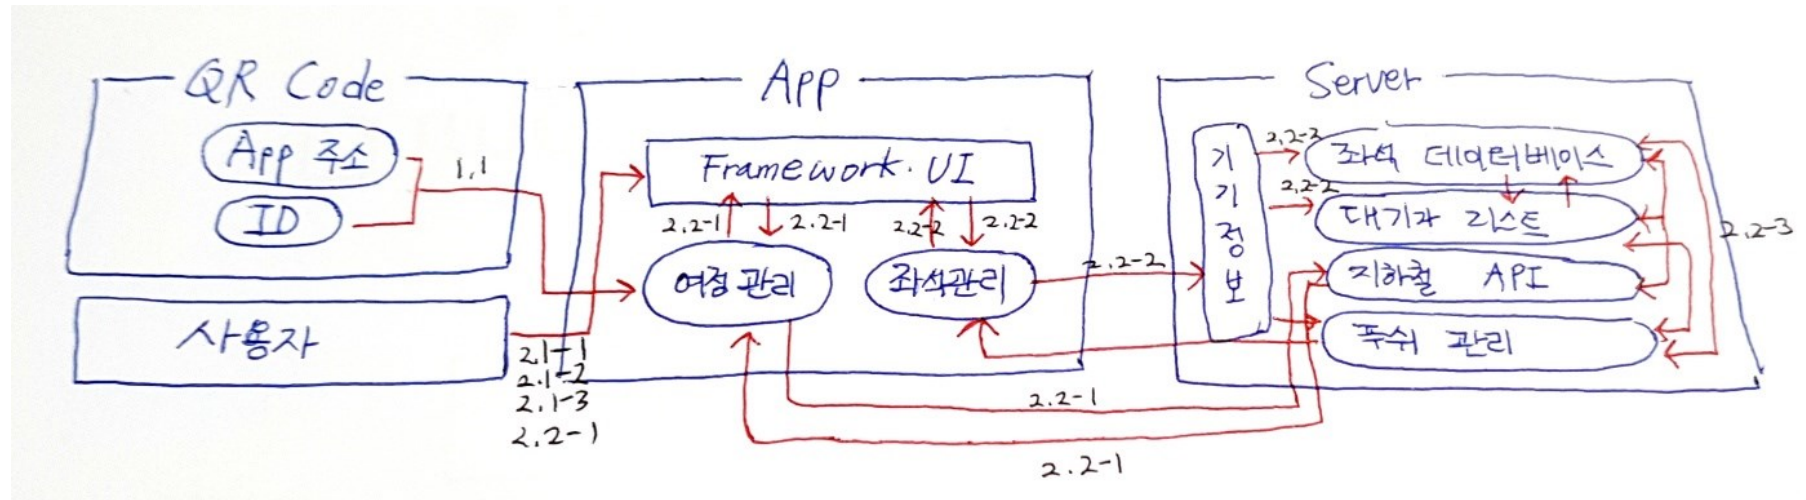 QR Code
App 주소
ID
1.1
사용자
2.1-1
2.1-2
2.1-3
2.2-1
App
Framework. UI
2.2-1
2.2-1
2.2-2
2.2-2
여정 관리
좌석관리
2.2-2
2.2-1
2.2-1
Server
기기정보
2.2-2
2.2-2
좌석 데이터베이스
대기자 리스트
지하철 API
푸쉬 관리
2.2-3